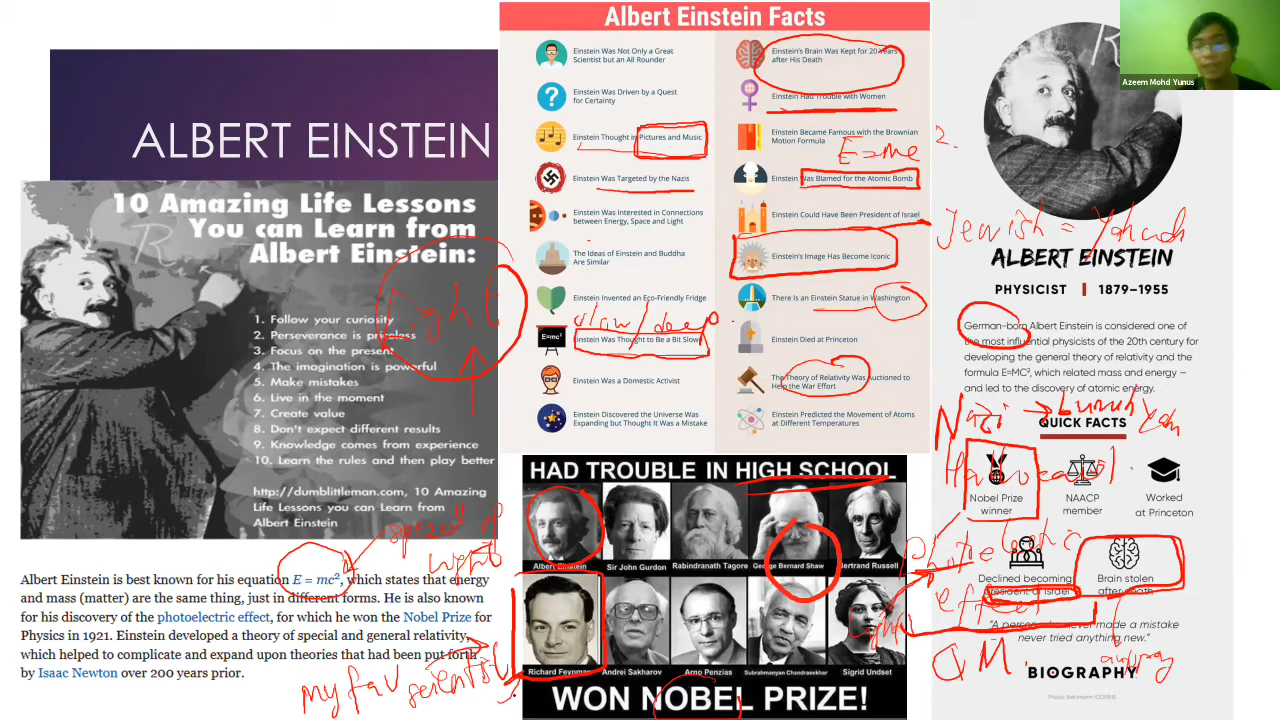 ALBERT EINSTEIN
10 Amazing Life Lessons
You can Learn from
Albert Einstein:
1. Follow your curiosity
2. Perseverance is priceless
3. Focus on the present
4. The imagination is powerful
5. Make mistakes
6. Live in the moment
7. Create value
8. Don't expect different results
9. Knowledge comes from experience
10. Learn the rules and then play better
http://dumblittleman.com, 10 Amazing
Life Lessons you can Learn from
Albert Einstein
light
speed of
light
Albert Einstein is best known for his equation E = mc², which states that energy
and mass (matter) are the same thing, just in different forms. He is also known
for his discovery of the photoelectric effect, for which he won the Nobel Prize for
Physics in 1921. Einstein developed a theory of special and general relativity,
which helped to complicate and expand upon theories that had been put forth
by Isaac Newton over 200 years prior.
my fav scientist
Albert Einstein Facts
Einstein Was Not Only a Great
Scientist but an All Rounder
Einstein Was Driven by a Quest
for Certainty
Einstein Thought in Pictures and Music
Einstein Was Targeted by the Nazis
Einstein Was Interested in Connections
between Energy, Space and Light
The Ideas of Einstein and Buddha
Are Similar
Einstein Invented an Eco-Friendly Fridge
slow/deep
E=mc²
Einstein Was Thought to Be a Bit Slow
Einstein Was a Domestic Activist
Einstein Discovered the Universe Was
Expanding but Thought It Was a Mistake
Einstein's Brain Was Kept for 20 Years
after His Death
Einstein Had Trouble with Women
Einstein Became Famous with the Brownian
Motion Formula
E=mc 2.
Einstein Was Blamed for the Atomic Bomb
Einstein Could Have Been President of Israel
Einstein's Image Has Become Iconic
There Is an Einstein Statue in Washington
Einstein Died at Princeton
The Theory of Relativity Was Auctioned to
Help the War Effort
Einstein Predicted the Movement of Atoms
at Different Temperatures
HAD TROUBLE IN HIGH SCHOOL
Albert Einstein
Sir John Gurdon
Rabindranath Tagore
George Bernard Shaw
Bertrand Russell
Richard Feynman
Andrei Sakharov
Arno Penzias
Subrahmanyan Chandrasekhar
Sigrid Undset
WON NOBEL PRIZE!
Azeem Mohd Yunus
Jewish = Yahudi
ALBERT EINSTEIN
PHYSICIST | 1879–1955
German-born Albert Einstein is considered one of
the most influential physicists of the 20th century for
developing the general theory of relativity and the
formula E=MC², which related mass and energy —
and led to the discovery of atomic energy.
Nazi →
QUICK FACTS
Nobel Prize
winner
NAACP
member
Worked
at Princeton
photo electric
effect
Declined becoming
president of Israel
Brain stolen
after death
"A person who never made a mistake
never tried anything new."
QM.
BIOGRAPHY